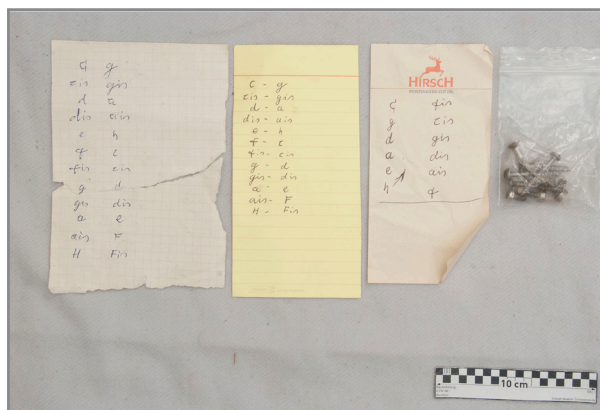 C g
cis gis
d a
dis ais
e h
f c
fis cis
g d
gis dis
a e
ais F
H Fis
C - g
cis - gis
d - a
dis - ais
e - h
f - c
fis - cis
g - d
gis - dis
a - e
ais - F
H - Fis
HIRSCH
C fis
g cis
d gis
a dis
e ais
h f
10 cm